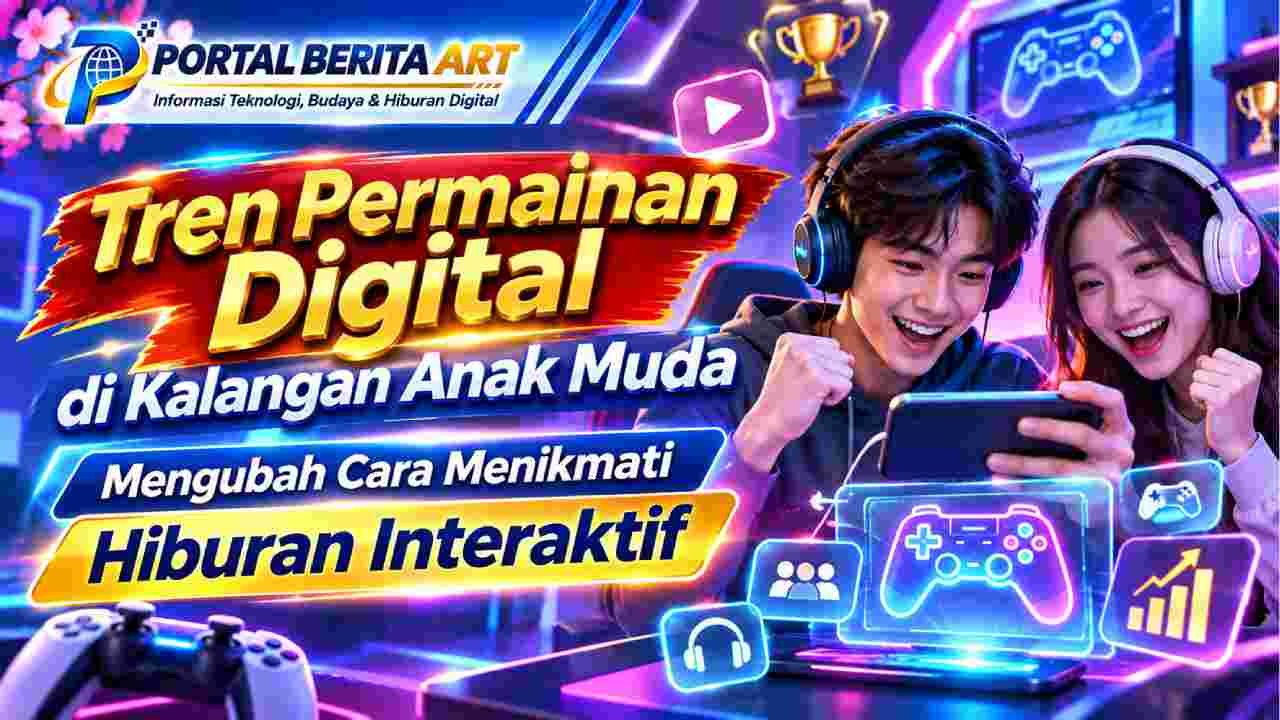 PORTAL BERITA ART
Informasi Teknologi, Budaya & Hiburan Digital
Tren Permainan
Digital
di Kalangan Anak Muda
Mengubah Cara Menikmati
Hiburan Interaktif